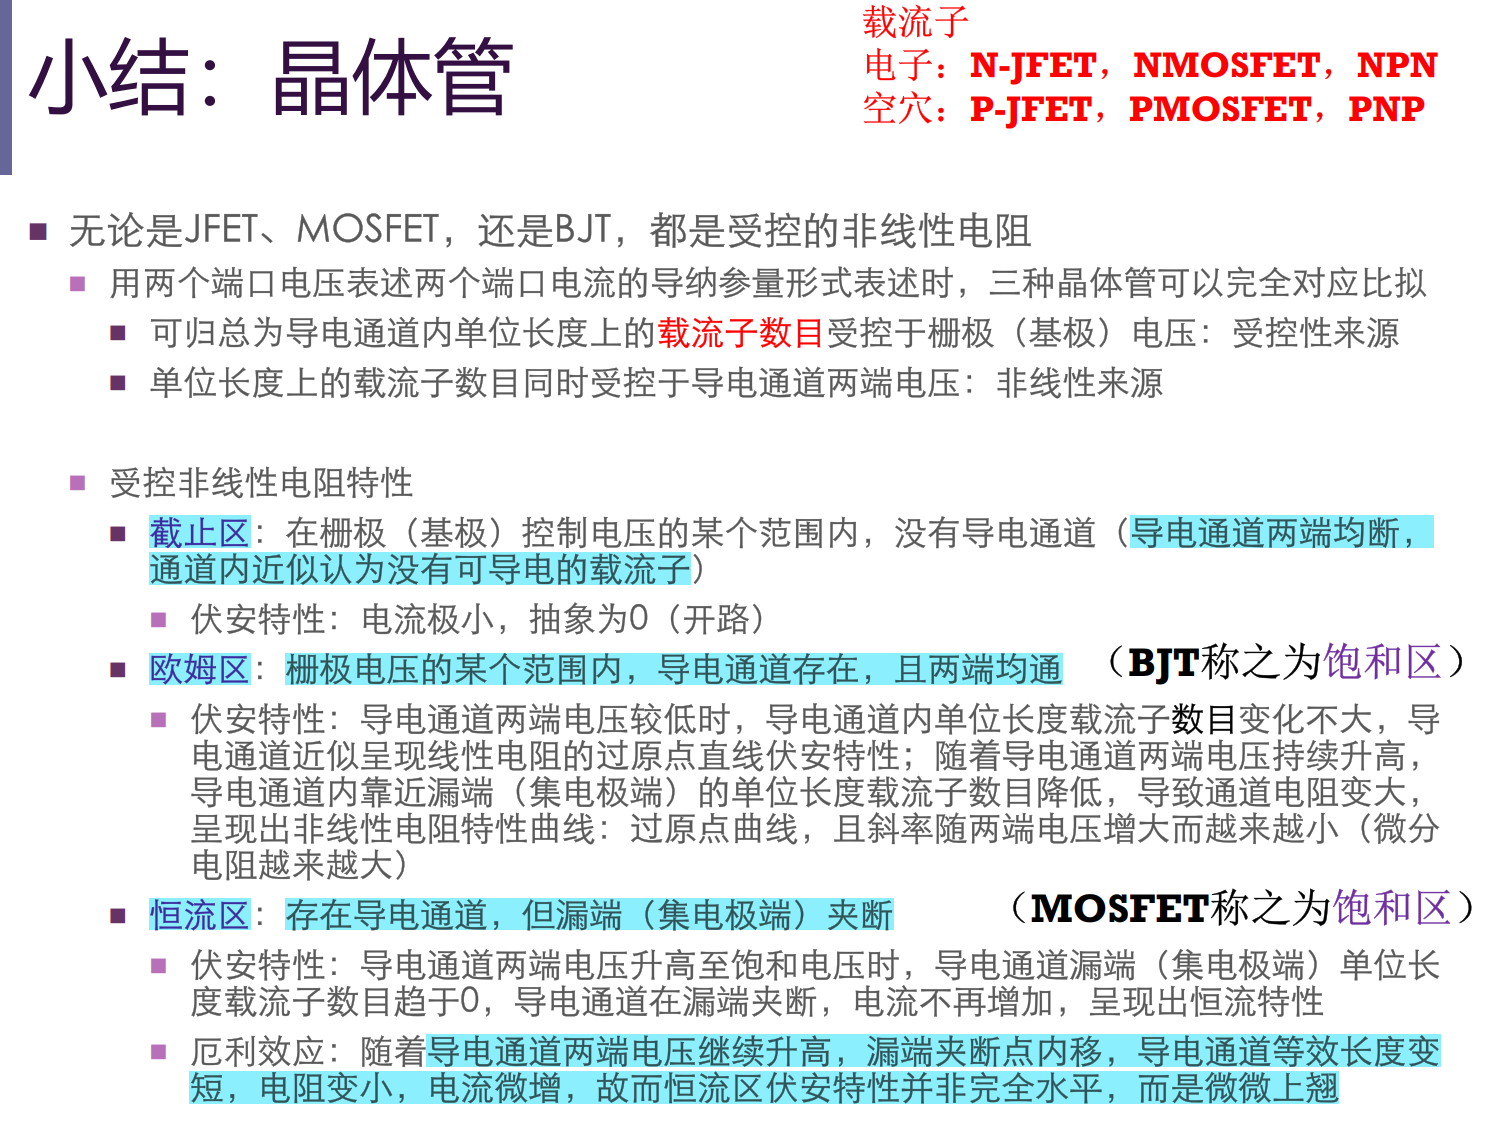 小结：晶体管
载流子
电子：N-JFET，NMOSFET，NPN
空穴：P-JFET，PMOSFET，PNP
无论是JFET、MOSFET，还是BJT，都是受控的非线性电阻
用两个端口电压表述两个端口电流的导纳参量形式表述时，三种晶体管可以完全对应比拟
可归总为导电通道内单位长度上的载流子数目受控于栅极（基极）电压：受控性来源
单位长度上的载流子数目同时受控于导电通道两端电压：非线性来源
受控非线性电阻特性
截止区：在栅极（基极）控制电压的某个范围内，没有导电通道（导电通道两端均断，
通道内近似认为没有可导电的载流子）
伏安特性：电流极小，抽象为0（开路）
欧姆区：栅极电压的某个范围内，导电通道存在，且两端均通 （BJT称之为饱和区）
伏安特性：导电通道两端电压较低时，导电通道内单位长度载流子数目变化不大，导
电通道近似呈现线性电阻的过原点直线伏安特性；随着导电通道两端电压持续升高，
导电通道内靠近漏端（集电极端）的单位长度载流子数目降低，导致通道电阻变大，
呈现出非线性电阻特性曲线：过原点曲线，且斜率随两端电压增大而越来越小（微分
电阻越来越大）
恒流区：存在导电通道，但漏端（集电极端）夹断 （MOSFET称之为饱和区）
伏安特性：导电通道两端电压升高至饱和电压时，导电通道漏端（集电极端）单位长
度载流子数目趋于0，导电通道在漏端夹断，电流不再增加，呈现出恒流特性
厄利效应：随着导电通道两端电压继续升高，漏端夹断点内移，导电通道等效长度变
短，电阻变小，电流微增，故而恒流区伏安特性并非完全水平，而是微微上翘